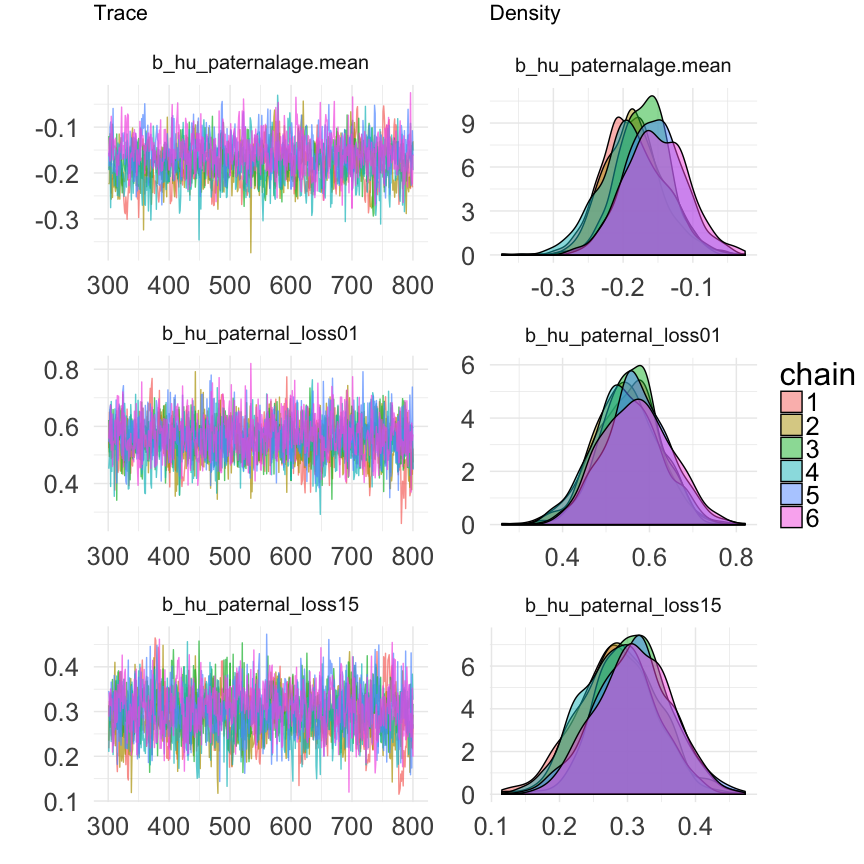 Trace
Density
b_hu_paternalage.mean
b_hu_paternalage.mean
-0.1
-0.2
-0.3
300 400 500 600 700 800
9
6
3
0
-0.3 -0.2 -0.1
b_hu_paternal_loss01
b_hu_paternal_loss01
0.8
0.6
0.4
300 400 500 600 700 800
6
4
2
0
0.4 0.6 0.8
chain
1
2
3
4
5
6
b_hu_paternal_loss15
b_hu_paternal_loss15
0.4
0.3
0.2
0.1
300 400 500 600 700 800
6
4
2
0
0.1 0.2 0.3 0.4